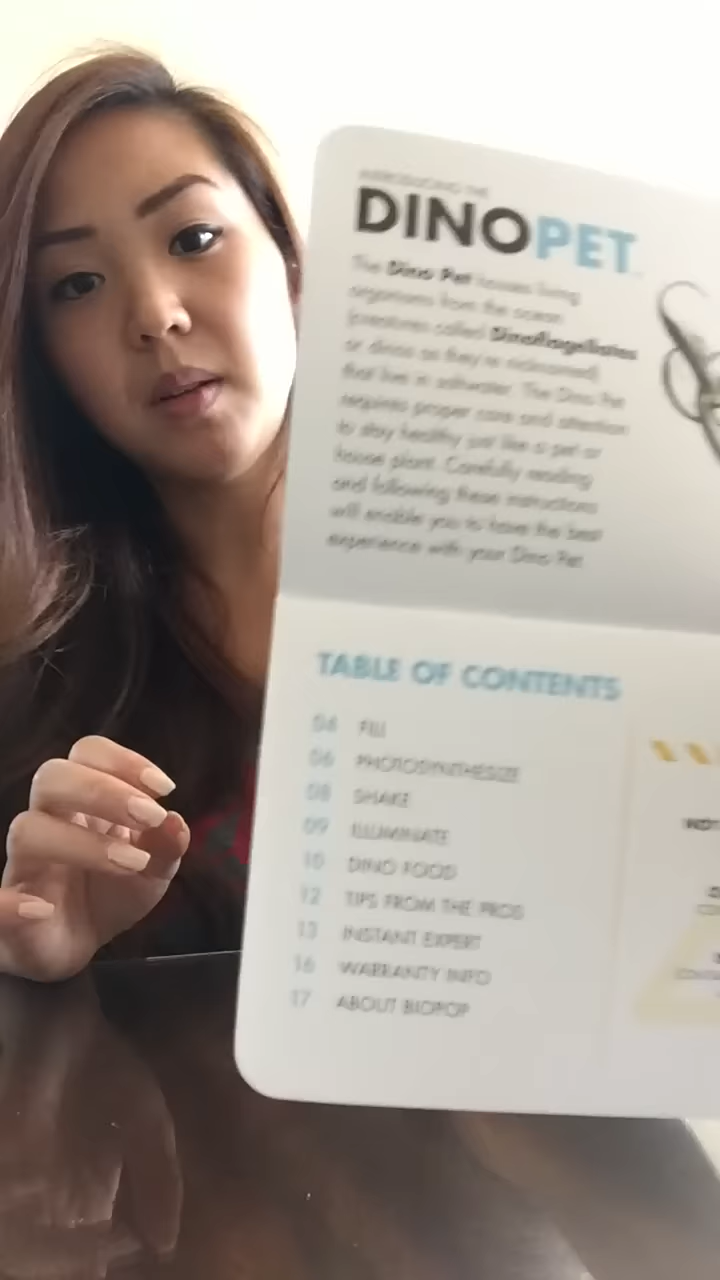 INTRODUCING THE
DINOPET
The Dino Pet houses living
organisms from the ocean
(creatures called Dinoflagellates
or dinos as they're nicknamed)
that live in saltwater. The Dino Pet
requires proper care and attention
to stay healthy just like a pet or
house plant. Carefully reading
and following these instructions
will enable you to have the best
experience with your Dino Pet
TABLE OF CONTENTS
04 FILL
06 PHOTOSYNTHESIZE
08 SHAKE
09 ILLUMINATE
10 DINO FOOD
12 TIPS FROM THE PROS
13 INSTANT EXPERT
16 WARRANTY INFO
17 ABOUT BIOPOP